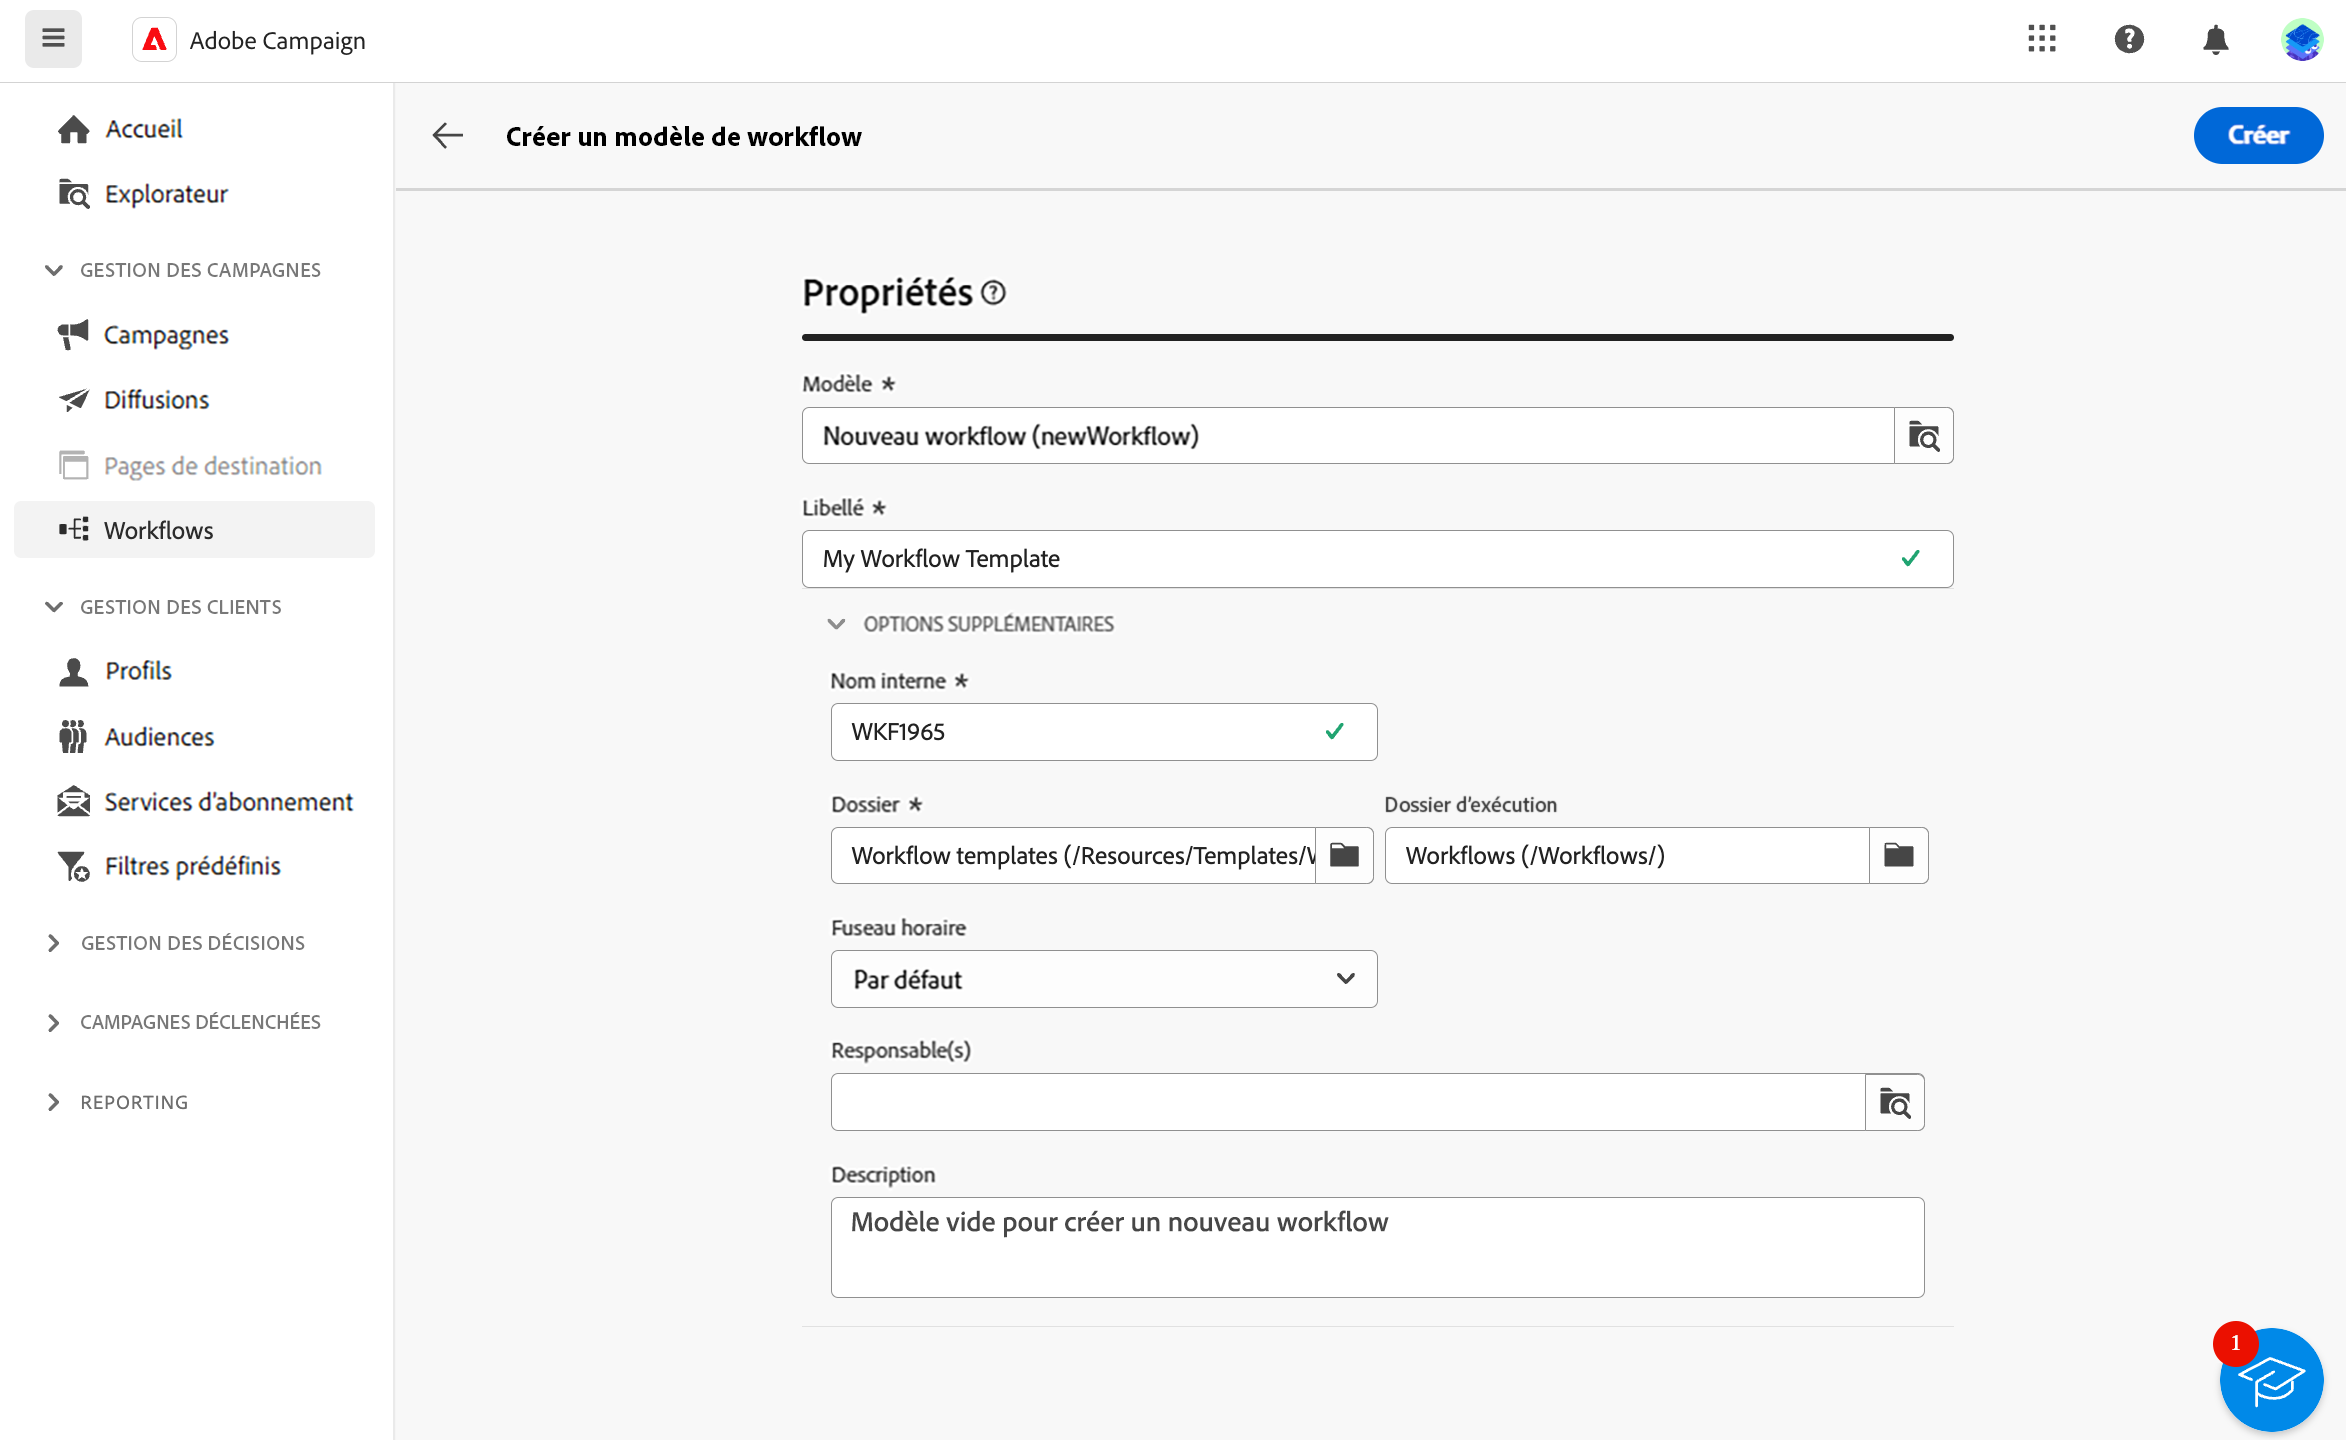 Adobe Campaign
Accueil
Explorateur
GESTION DES CAMPAGNES
Campagnes
Diffusions
Pages de destination
Workflows
GESTION DES CLIENTS
Profils
Audiences
Services d'abonnement
Filtres prédéfinis
GESTION DES DÉCISIONS
CAMPAGNES DÉCLENCHÉES
REPORTING
Créer un modèle de workflow
Créer
Propriétés
Modèle *
Nouveau workflow (newWorkflow)
Libellé *
My Workflow Template
OPTIONS SUPPLÉMENTAIRES
Nom interne *
WKF1965
Dossier *
Workflow templates (/Resources/Templates/
Dossier d'exécution
Workflows (/Workflows/)
Fuseau horaire
Par défaut
Responsable(s)
Description
Modèle vide pour créer un nouveau workflow
1